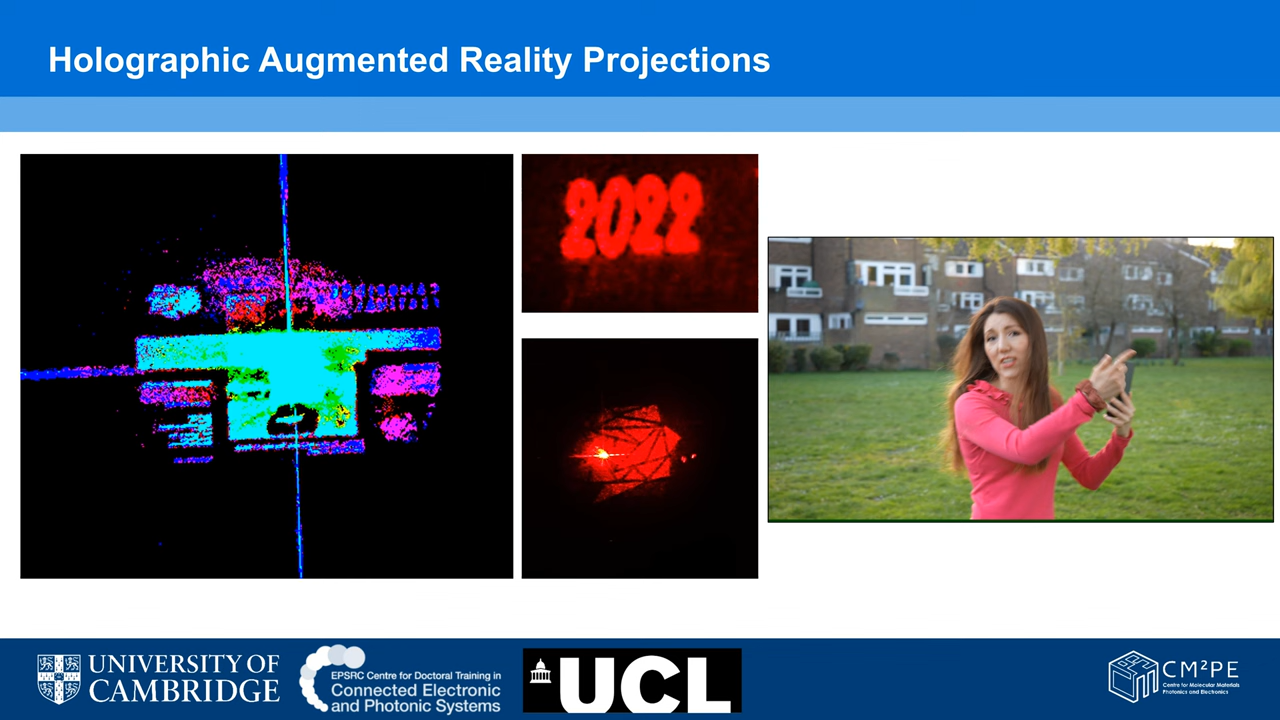 Holographic Augmented Reality Projections
2022
UNIVERSITY OF
CAMBRIDGE
EPSRC Centre for Doctoral Training in
Connected Electronic
and Photonic Systems
UCL
CM²PE
Centre for Molecular Materials
Photonics and Electronics